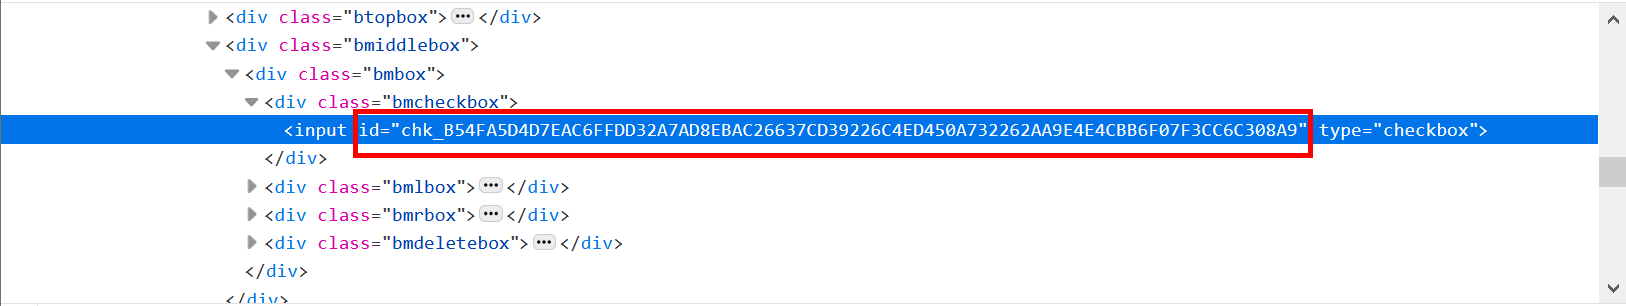 <div class="btopbox">•••</div>
<div class="bmiddlebox">
<div class="bmbox">
<div class="bmcheckbox">
<input id="chk_B54FA5D4D7EAC6FFDD32A7AD8EBAC26637CD39226C4ED450A732262AA9E4E4CBB6F07F3CC6C308A9" type="checkbox">
</div>
<div class="bmlbox">•••</div>
<div class="bmrbox">•••</div>
<div class="bmdeletebox">•••</div>
</div>
</div>